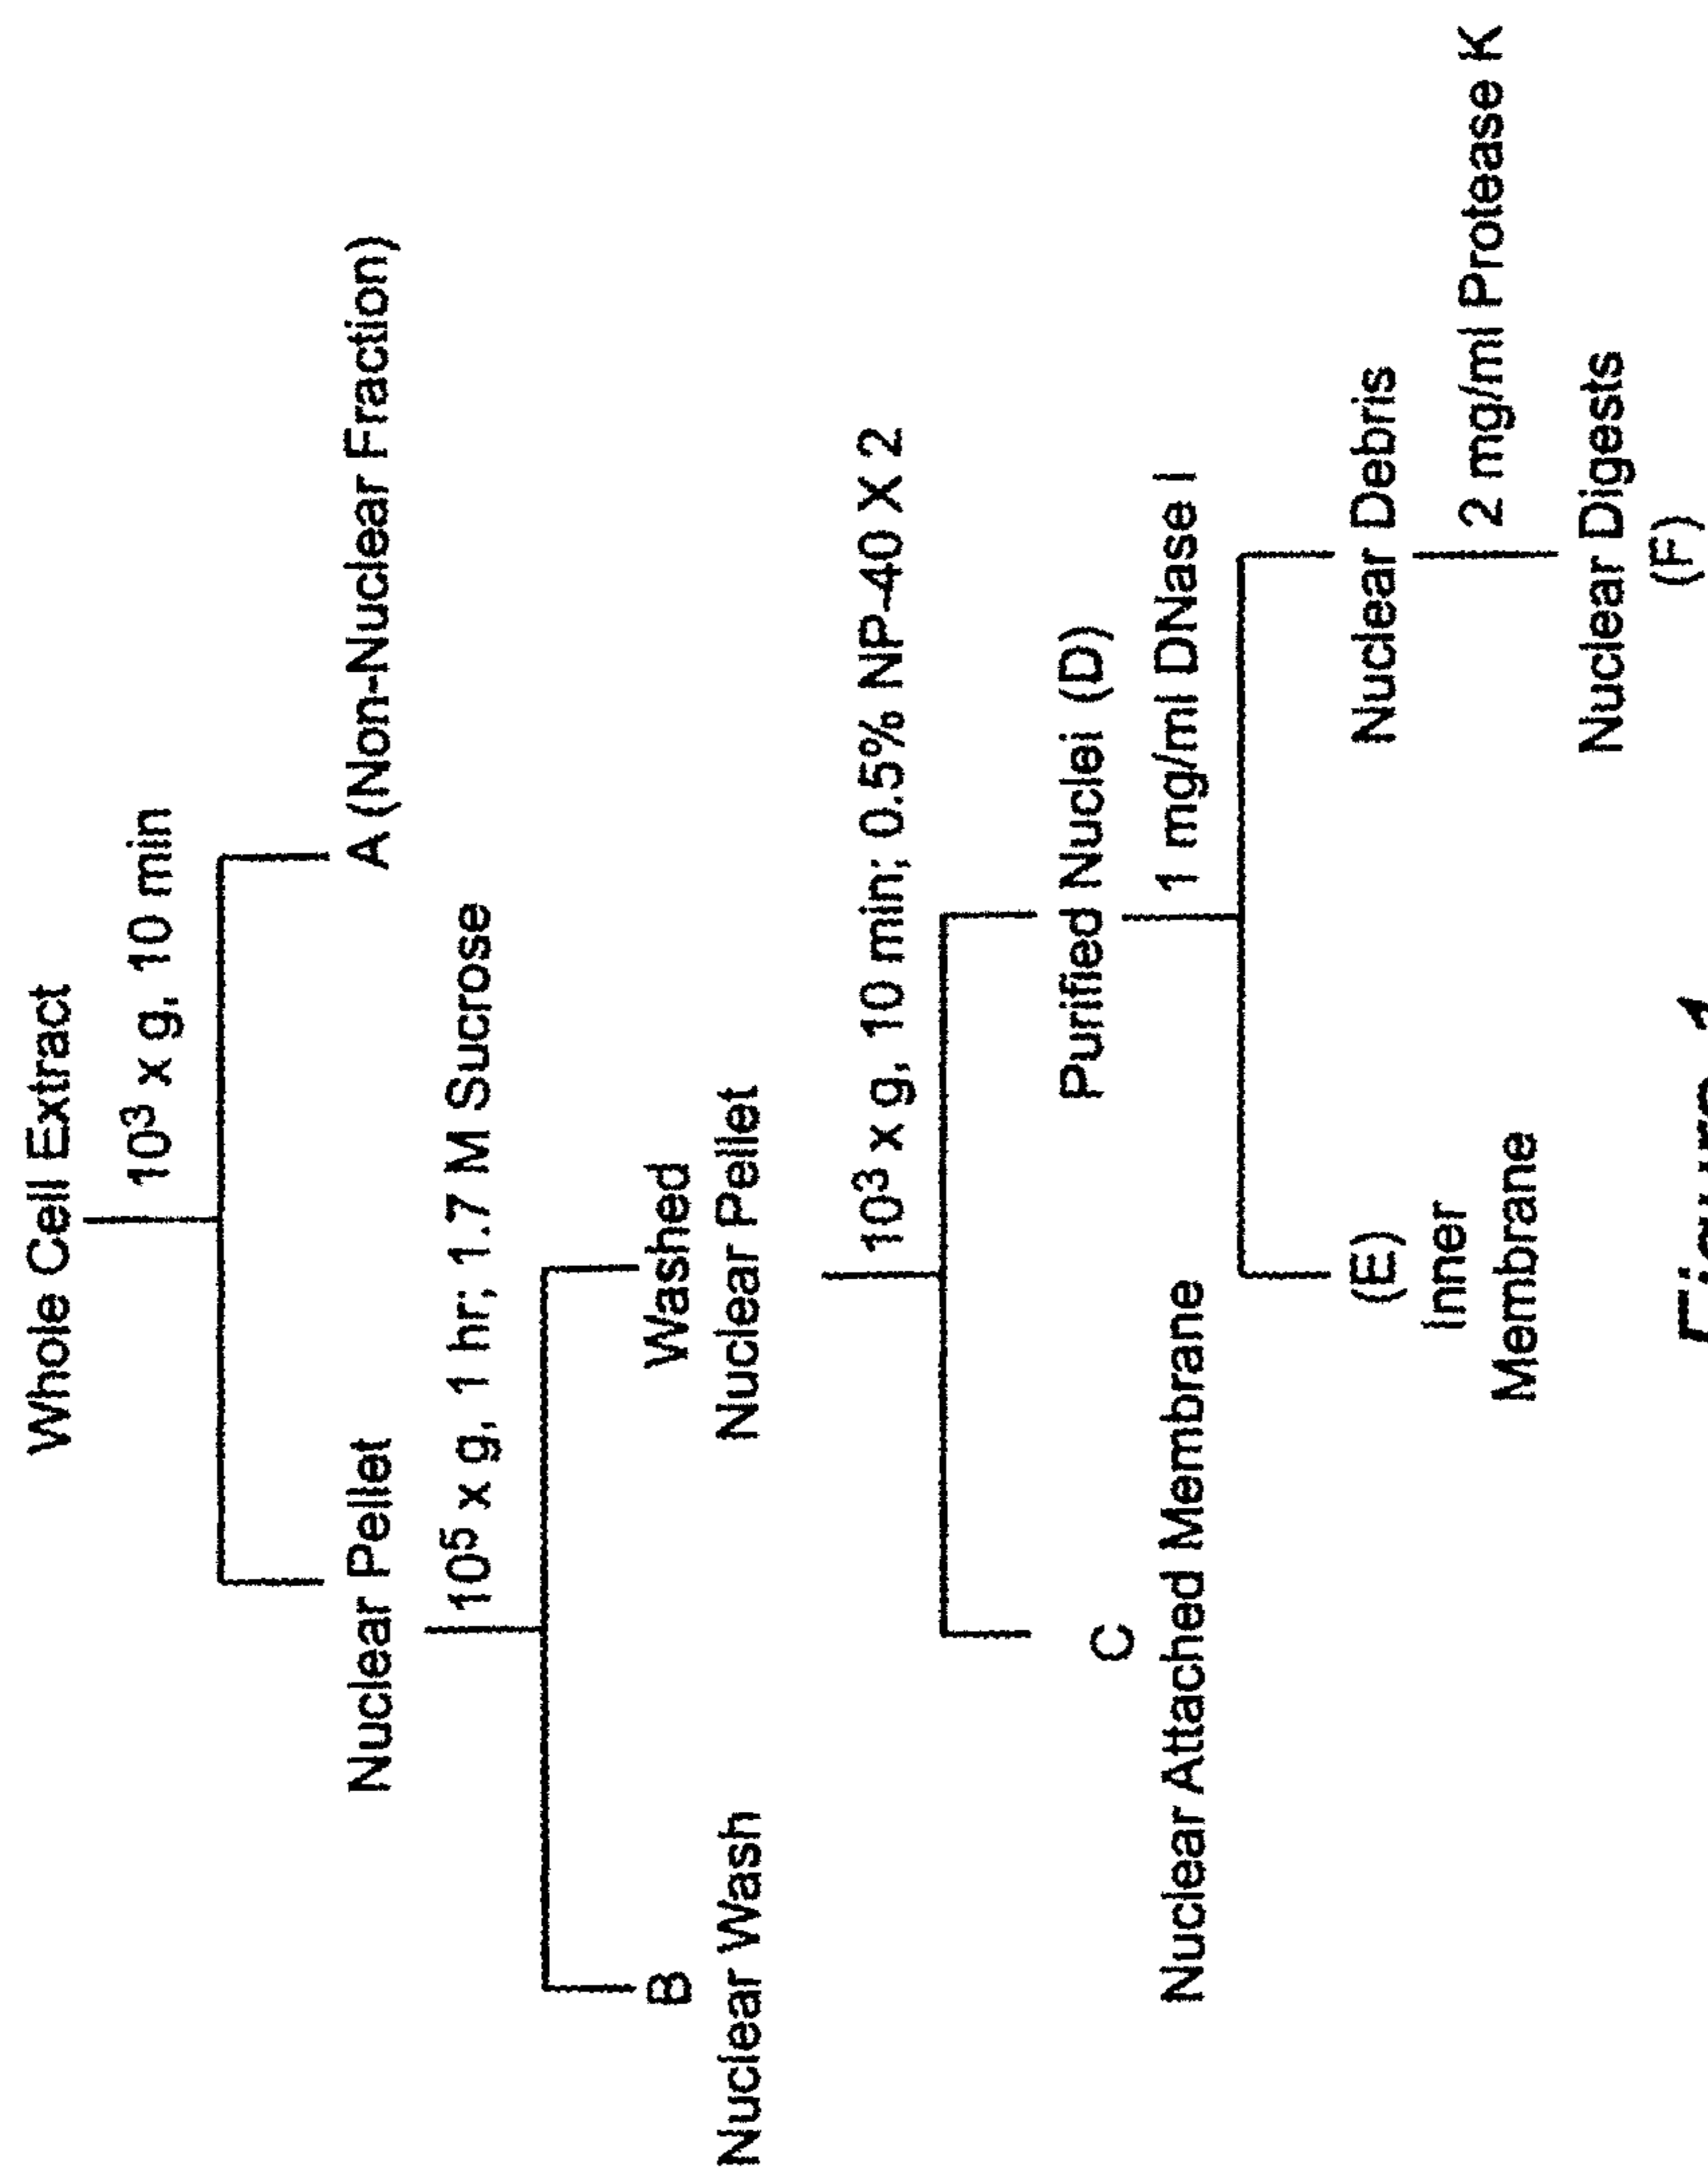 Whole Cell Extract
10³ x g, 10 min
Nuclear Pellet
A (Non-Nuclear Fraction)
10⁵ x g, 1 hr; 1.7 M Sucrose
B
Nuclear Wash
Washed
Nuclear Pellet
10³ x g, 10 min; 0.5% NP-40 X 2
C
Nuclear Attached Membrane
Purified Nuclei (D)
1 mg/ml DNase I
(E)
Inner
Membrane
Nuclear Debris
2 mg/ml Protease K
Nuclear Digests
(F)
Figure 1